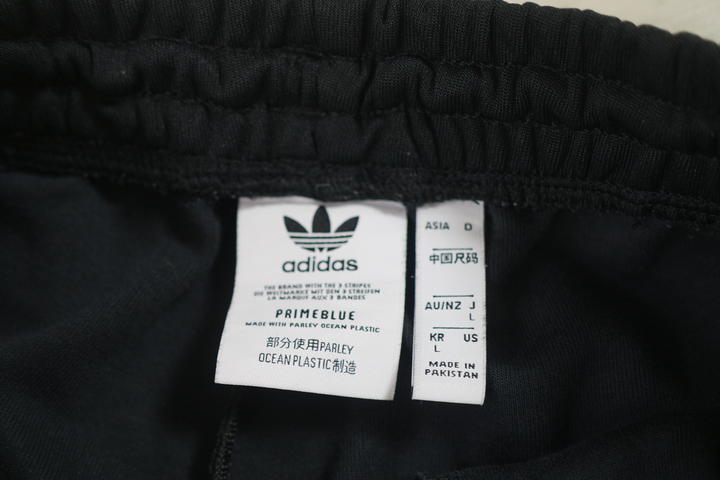 adidas
THE BRAND WITH THE 3 STRIPES
DIE WELTMARKE MIT DEN 3 STREIFEN
LA MARQUE AUX 3 BANDES
PRIMEBLUE
MADE WITH PARLEY OCEAN PLASTIC
部分使用PARLEY
OCEAN PLASTIC制造
ASIA D
中国尺码
AU/NZ J
L
KR US
L
MADE IN
PAKISTAN